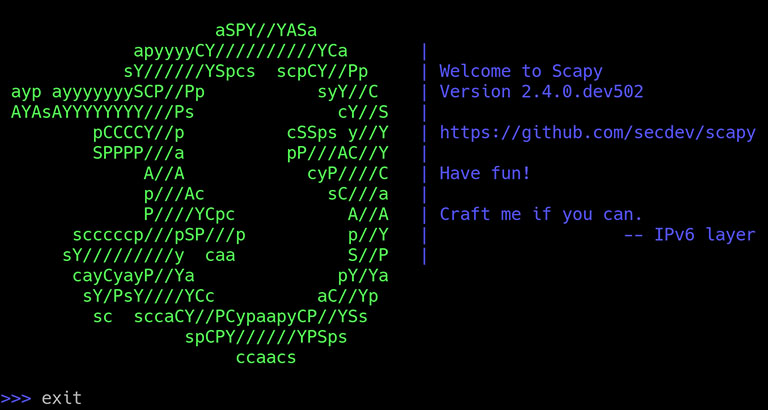 aSPY//YASa
             apyyyyCY//////////YCa       |
            sY//////YSpcs  scpCY//Pp     | Welcome to Scapy
 ayp ayyyyyyySCP//Pp           syY//C    | Version 2.4.0.dev502
 AYAsAYYYYYYYY///Ps              cY//S   |
         pCCCCY//p          cSSps y//Y   | https://github.com/secdev/scapy
         SPPPP///a          pP///AC//Y   |
              A//A            cyP////C   | Have fun!
              p///Ac            sC///a   |
              P////YCpc           A//A   | Craft me if you can.
       scccccp///pSP///p          p//Y   |                   -- IPv6 layer
      sY/////////y  caa           S//P   |
       cayCyayP//Ya              pY/Ya
        sY/PsY////YCc          aC//Yp
         sc  sccaCY//PCypaapyCP//YSs
                  spCPY//////YPSps
                       ccaacs
>>> exit